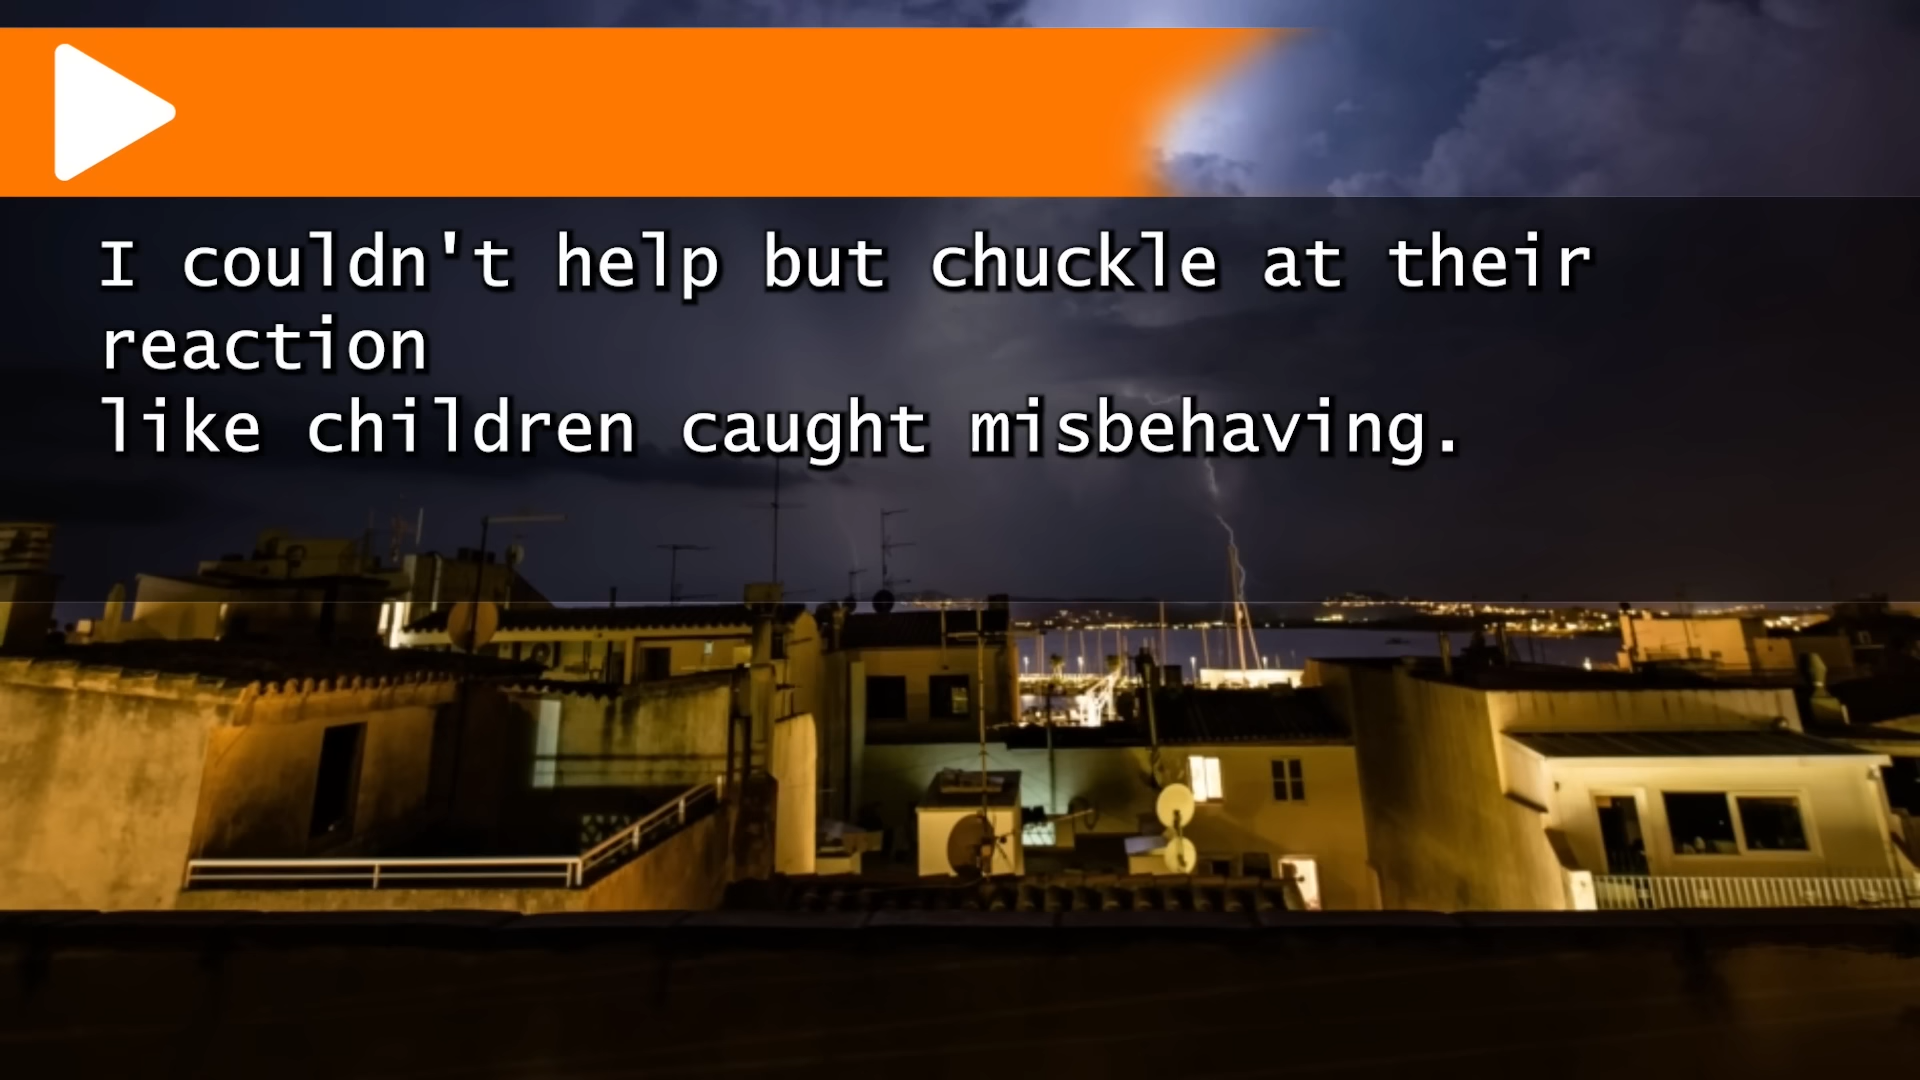 I couldn't help but chuckle at their
reaction
like children caught misbehaving.